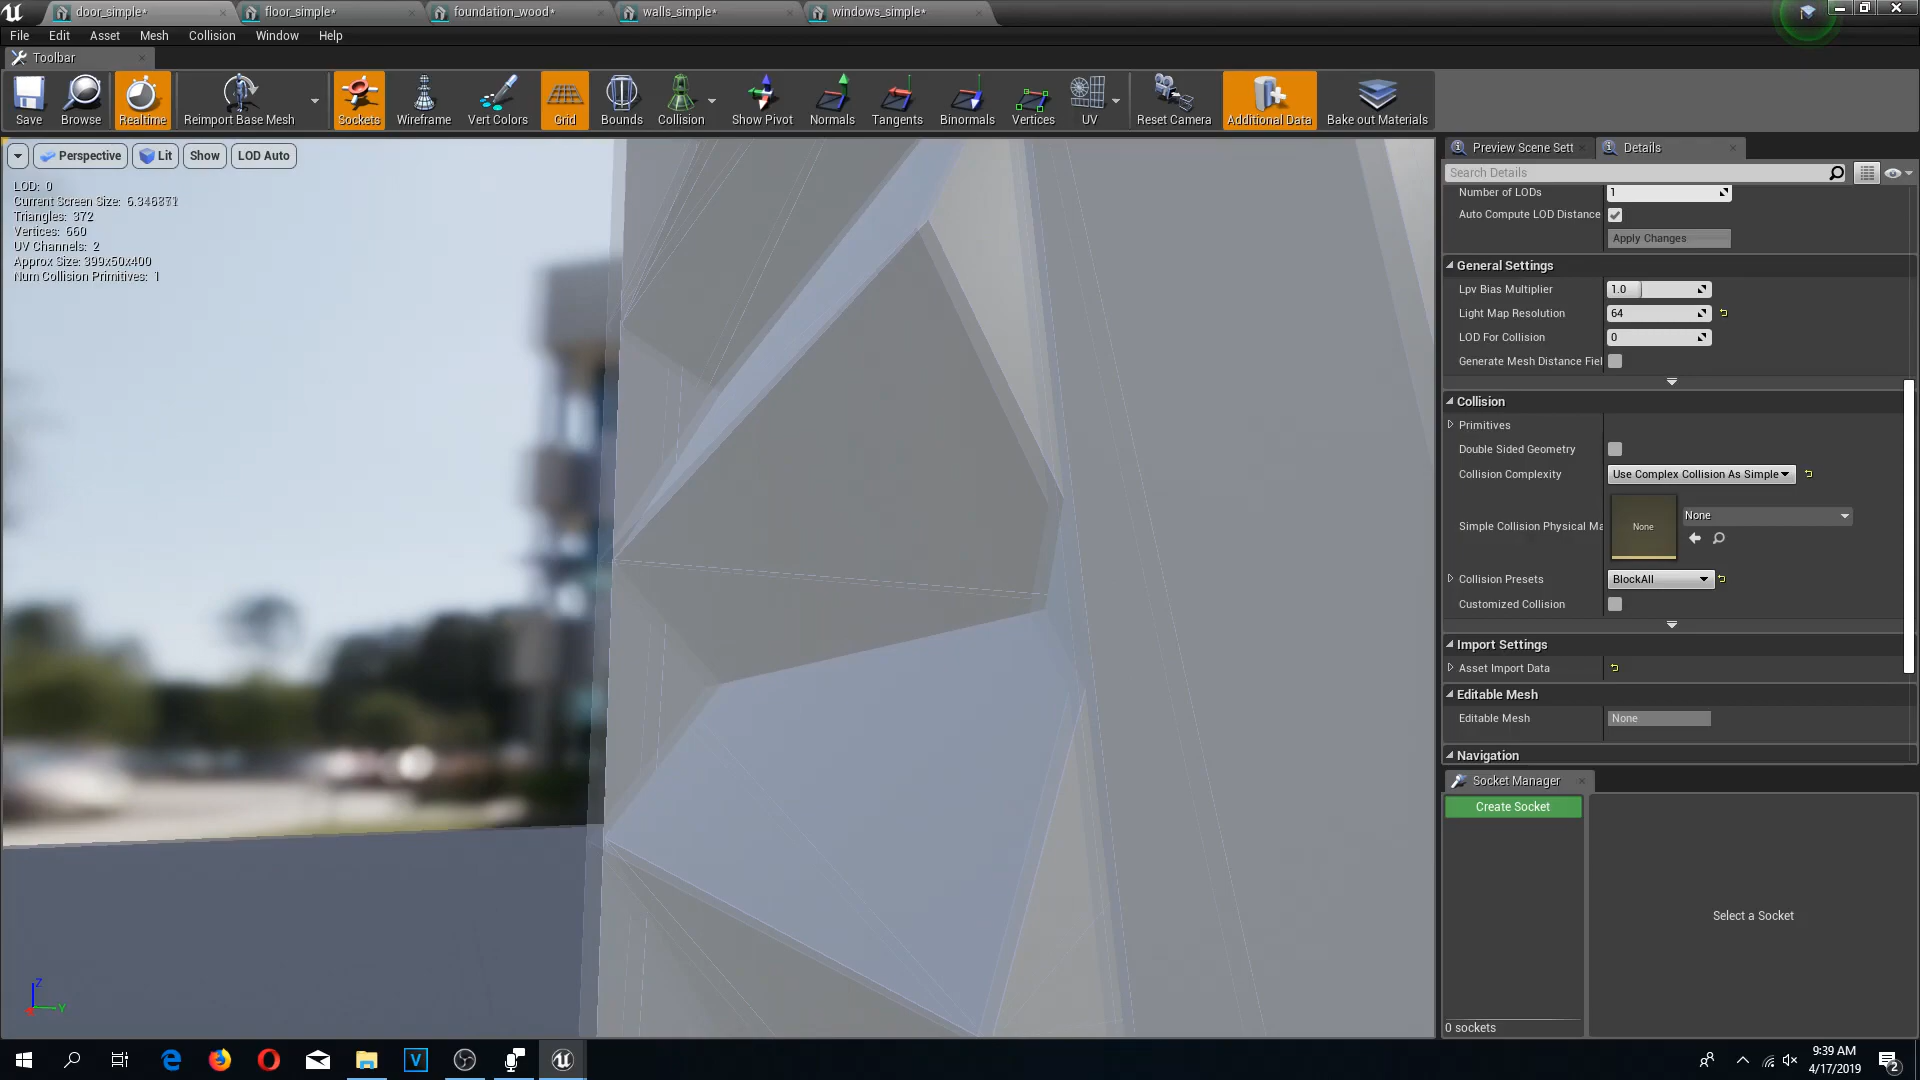 door_simple*
floor_simple*
foundation_wood*
walls_simple*
windows_simple*
File Edit Asset Mesh Collision Window Help
Toolbar
Save Browse Realtime Reimport Base Mesh Sockets Wireframe Vert Colors Grid Bounds Collision Show Pivot Normals Tangents Binormals Vertices UV Reset Camera Additional Data Bake out Materials
Perspective Lit Show LOD Auto
LOD: 0
Triangles: 372
Vertices: 660
UV Channels: 2
Approx Size: 399x50x400
Num Collision Primitives: 1
Z
Y
Preview Scene Sett
Details
Search Details
Number of LODs 1
Auto Compute LOD Distance
Apply Changes
General Settings
Lpv Bias Multiplier 1.0
Light Map Resolution 64
LOD For Collision 0
Generate Mesh Distance Fiel
Collision
Primitives
Double Sided Geometry
Collision Complexity Use Complex Collision As Simple
Simple Collision Physical Ma None None
Collision Presets BlockAll
Customized Collision
Import Settings
Asset Import Data
Editable Mesh
Editable Mesh None
Navigation
Socket Manager
Create Socket
Select a Socket
0 sockets
V
9:39 AM
4/17/2019
2